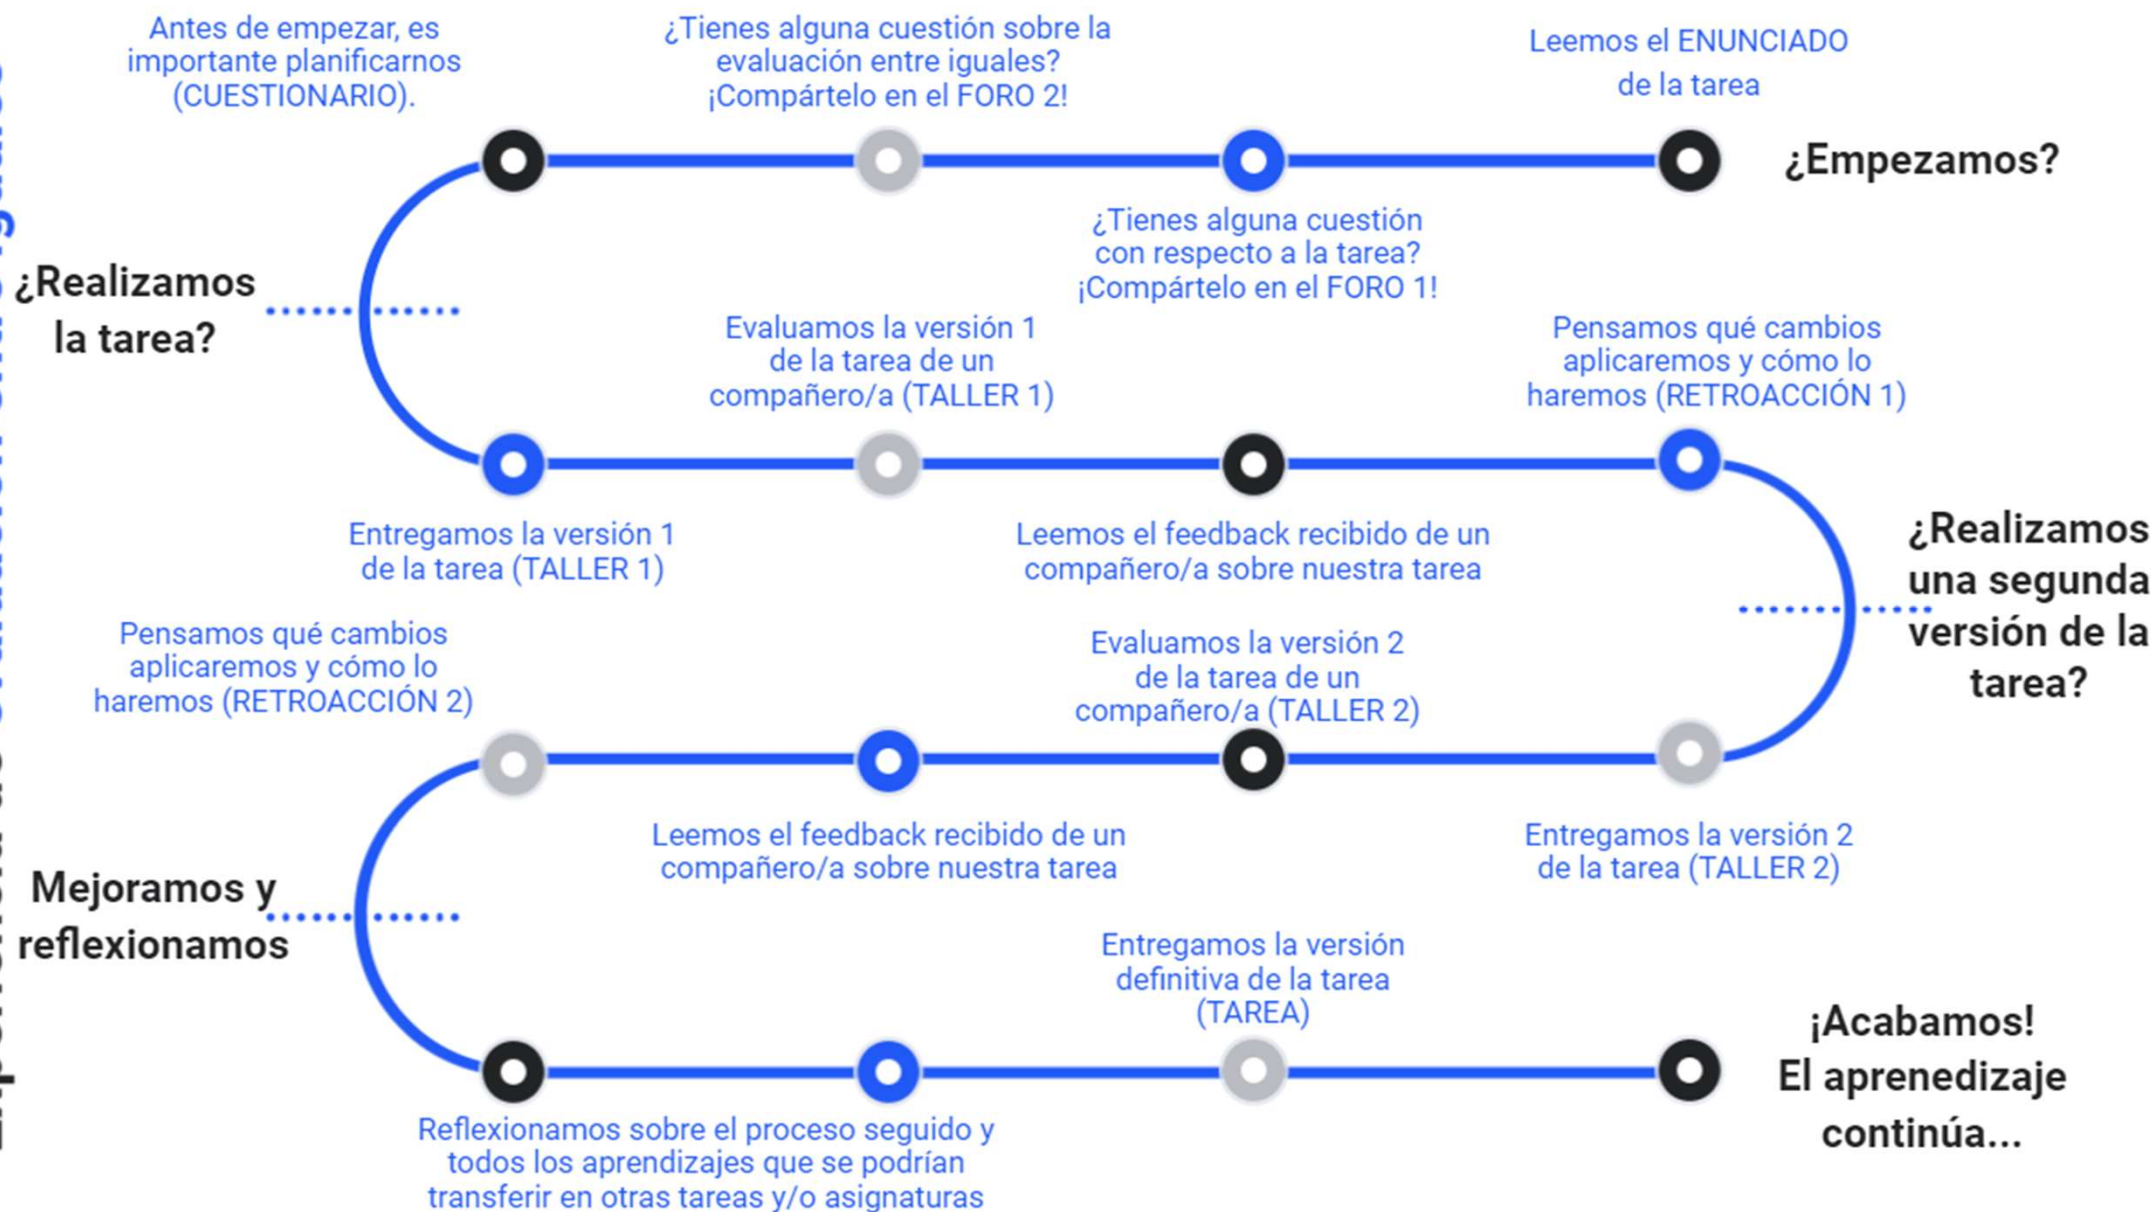 Antes de empezar, es
importante planificarnos
(CUESTIONARIO).
¿Tienes alguna cuestión sobre la
evaluación entre iguales?
¡Compártelo en el FORO 2!
Leemos el ENUNCIADO
de la tarea
¿Empezamos?
¿Tienes alguna cuestión
con respecto a la tarea?
¡Compártelo en el FORO 1!
¿Realizamos
la tarea?
Evaluamos la versión 1
de la tarea de un
compañero/a (TALLER 1)
Pensamos qué cambios
aplicaremos y cómo lo
haremos (RETROACCIÓN 1)
Entregamos la versión 1
de la tarea (TALLER 1)
Leemos el feedback recibido de un
compañero/a sobre nuestra tarea
¿Realizamos
una segunda
versión de la
tarea?
Pensamos qué cambios
aplicaremos y cómo lo
haremos (RETROACCIÓN 2)
Evaluamos la versión 2
de la tarea de un
compañero/a (TALLER 2)
Leemos el feedback recibido de un
compañero/a sobre nuestra tarea
Entregamos la versión 2
de la tarea (TALLER 2)
Mejoramos y
reflexionamos
Entregamos la versión
definitiva de la tarea
(TAREA)
¡Acabamos!
El aprenedizaje
continúa...
Reflexionamos sobre el proceso seguido y
todos los aprendizajes que se podrían
transferir en otras tareas y/o asignaturas